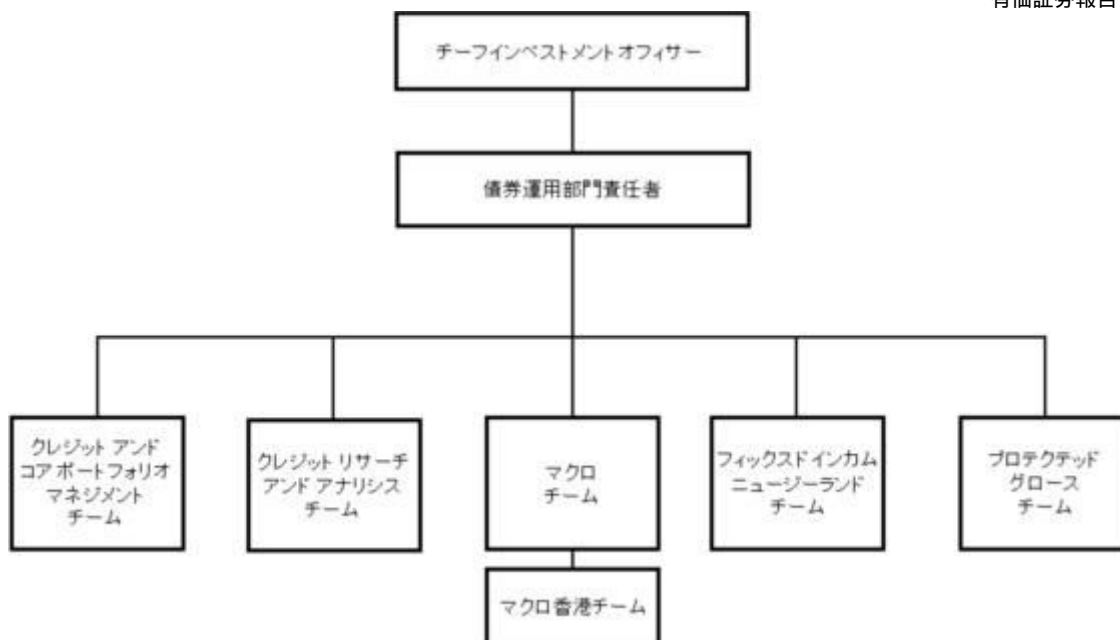 有価証券報告
チーフインベストメントオフィサー
債券運用部門責任者
クレジット アンド
コア ポートフォリオ
マネジメント
チーム
クレジット リサーチ
アンド アナリシス
チーム
マクロ
チーム
フィックスド インカム
ニュージーランド
チーム
プロテクテッド
グロース
チーム
マクロ香港チーム